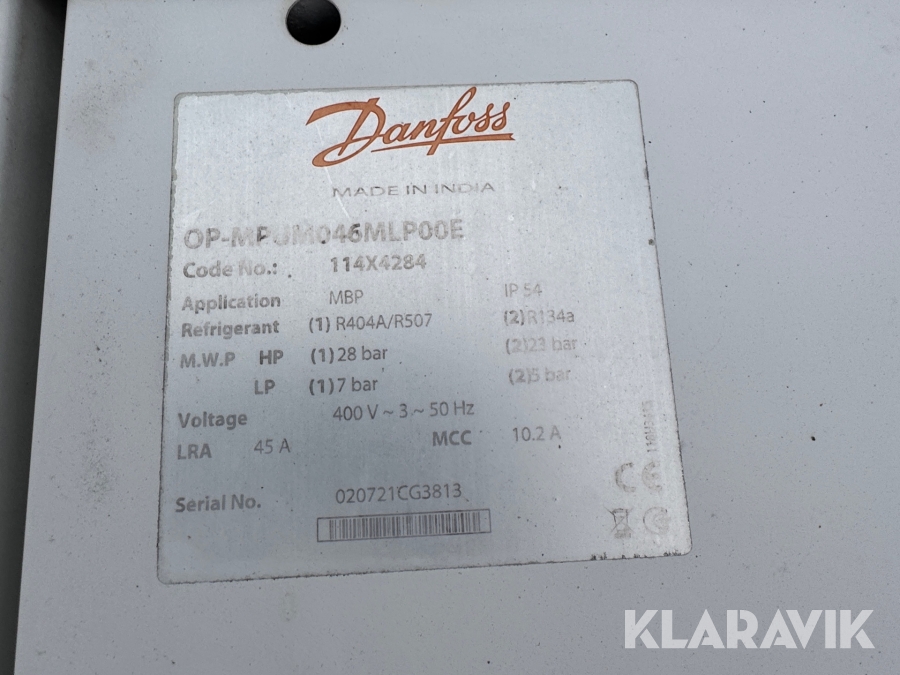 Danfoss
MADE IN INDIA
OP-MPUM046MLP00E
Code No.: 114X4284
Application MBP IP 54
Refrigerant (1) R404A/R507 (2) R134a
M.W.P HP (1) 28 bar (2) 23 bar
LP (1) 7 bar (2) 5 bar
Voltage 400 V ~ 3 ~ 50 Hz
LRA 45 A MCC 10.2 A
Serial No. 020721CG3813
CE
KLARAVIK